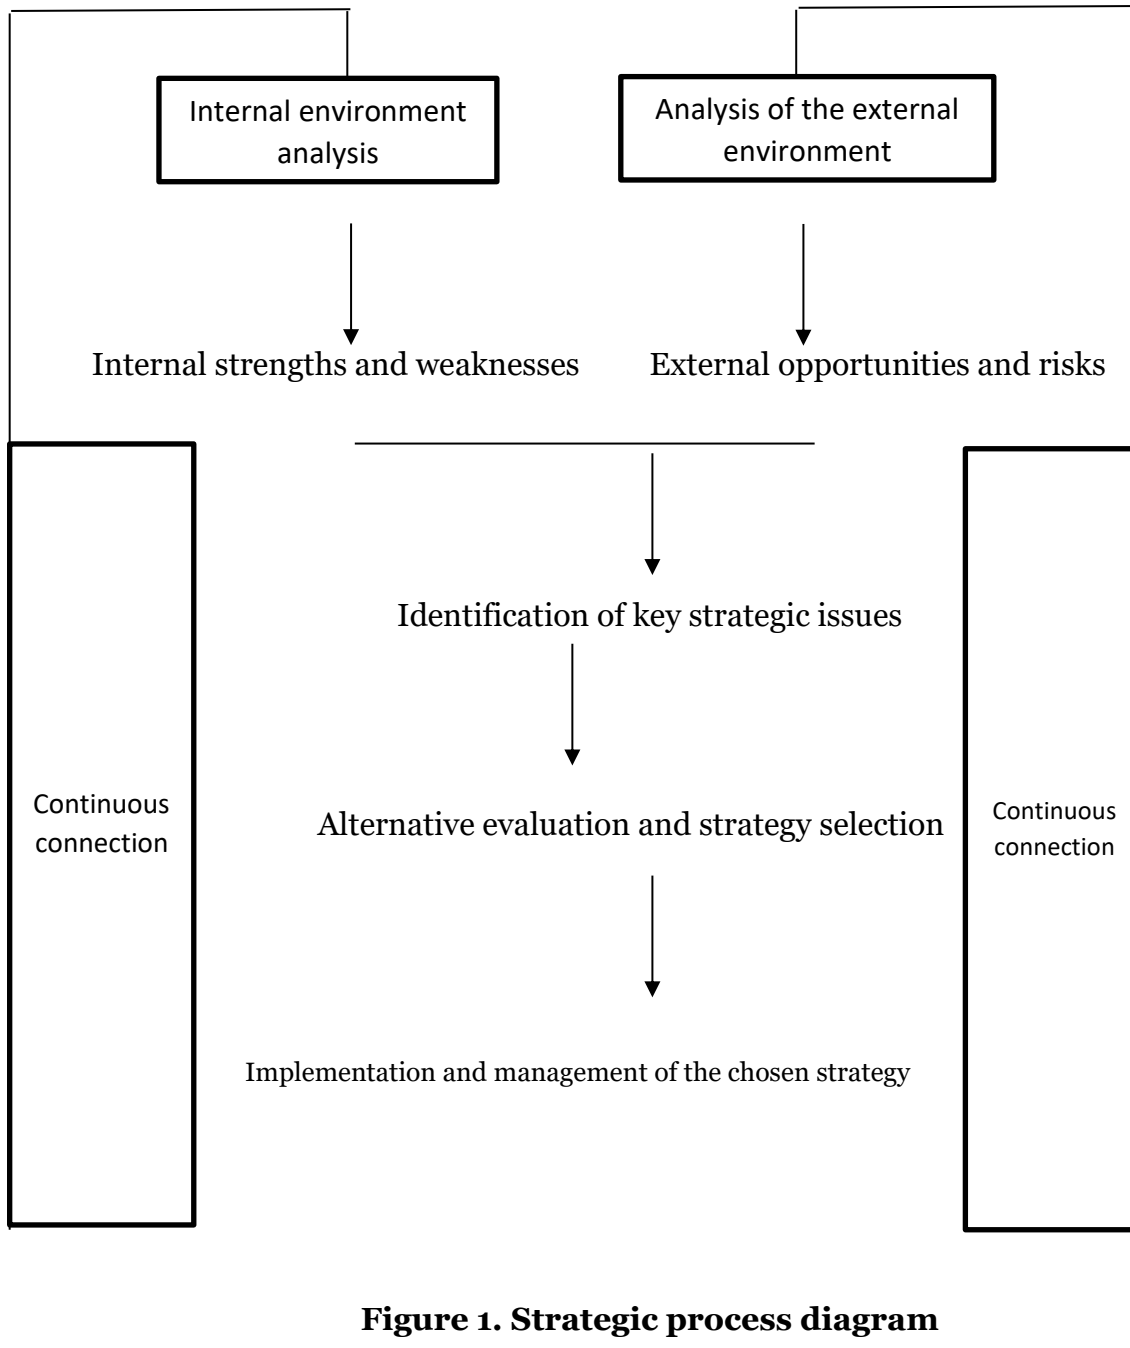 Internal environment
analysis
Analysis of the external
environment
Internal strengths and weaknesses
External opportunities and risks
Identification of key strategic issues
Continuous
connection
Alternative evaluation and strategy selection
Continuous
connection
Implementation and management of the chosen strategy
Figure 1. Strategic process diagram